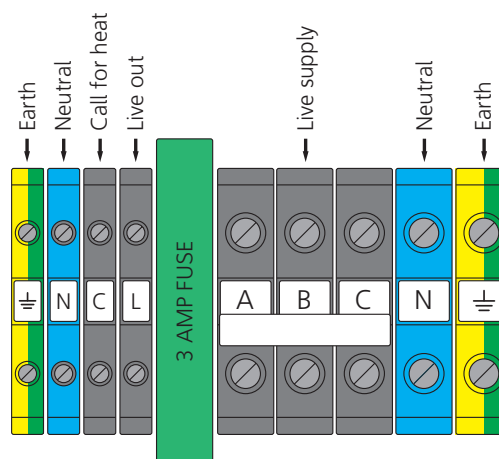 Earth
Neutral
Call for heat
Live out
Live supply
Neutral
Earth
N
C
L
3 AMP FUSE
A
B
C
N